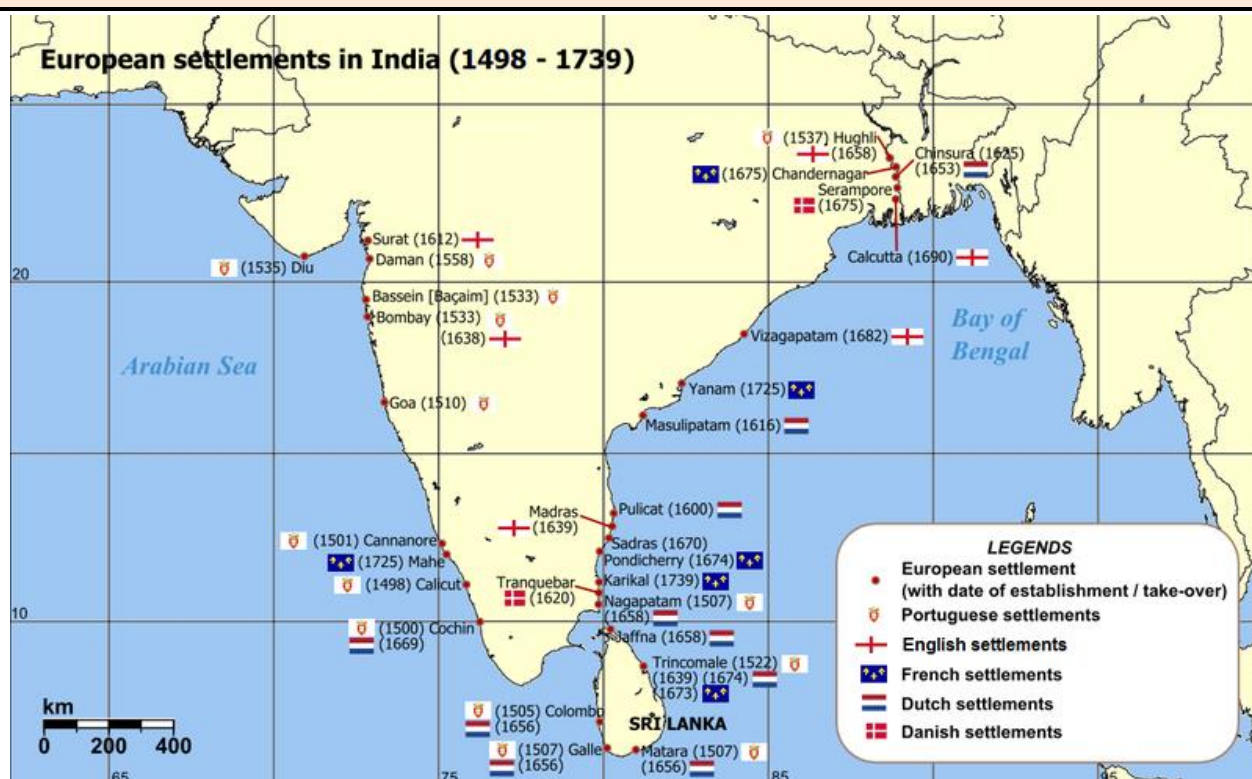 European settlements in India (1498 - 1739)
(1537) Hughli
(1658)
Chinsura (1625)
(1653)
(1675) Chandernagar
Serampore
(1675)
Surat (1612)
Daman (1558)
(1535) Diu
Calcutta (1690)
20
Bassein [Baçaim] (1533)
Bombay (1533)
(1638)
Arabian Sea
Bay of
Bengal
Vizagapatam (1682)
Yanam (1725)
Goa (1510)
Masulipatam (1616)
Madras
(1639)
Pulicat (1600)
(1501) Cannanore
Sadras (1670)
(1725) Mahe
Pondicherry (1674)
(1498) Calicut
Tranquebar
(1620)
Karikal (1739)
Nagapatam (1507)
(1658)
10
(1500) Cochin
(1669)
Jaffna (1658)
Trincomale (1522)
(1639) (1674)
(1673)
(1505) Colombo
(1656)
SRI LANKA
(1507) Galle
(1656)
Matara (1507)
(1656)
km
0 200 400
65
75
85
95
LEGENDS
European settlement
(with date of establishment / take-over)
Portuguese settlements
English settlements
French settlements
Dutch settlements
Danish settlements